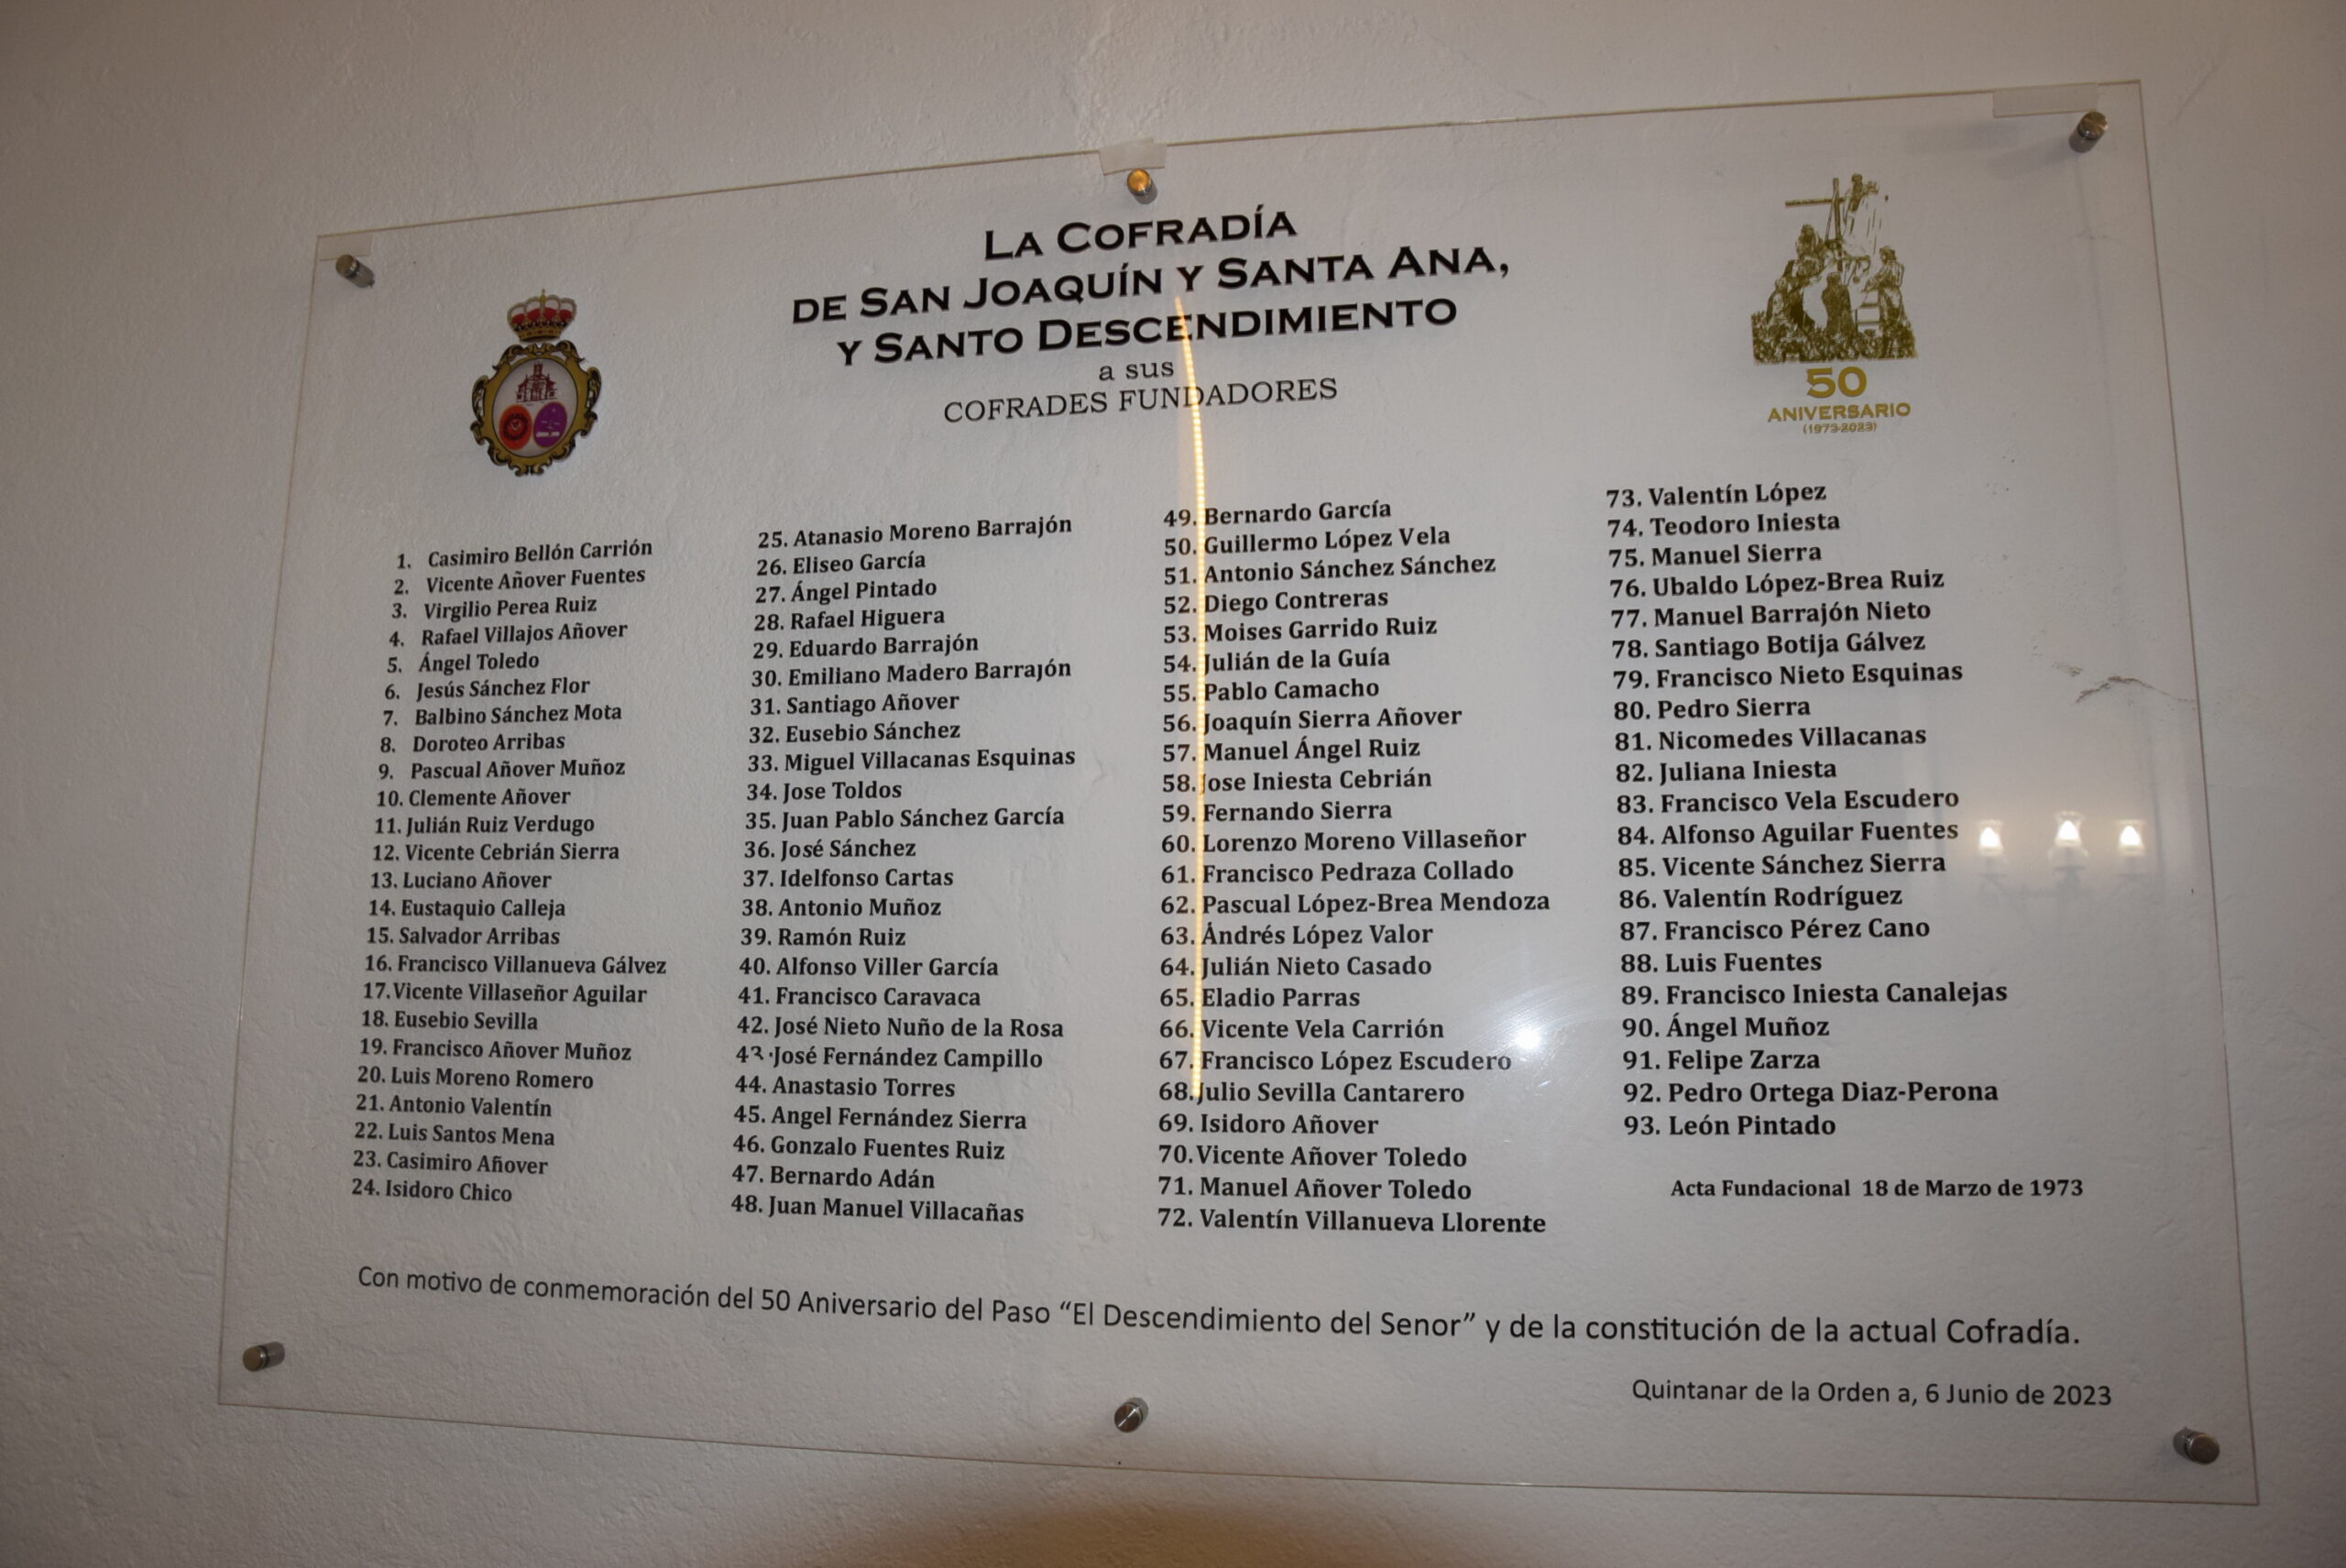 LA COFRADÍA
DE SAN JOAQUÍN Y SANTA ANA,
Y SANTO DESCENDIMIENTO
a sus
COFRADES FUNDADORES
50
ANIVERSARIO
(1973-2023)
1. Casimiro Bellón Carrión
2. Vicente Añover Fuentes
3. Virgilio Perea Ruiz
4. Rafael Villajos Añover
5. Ángel Toledo
6. Jesús Sánchez Flor
7. Balbino Sánchez Mota
8. Doroteo Arribas
9. Pascual Añover Muñoz
10. Clemente Añover
11. Julián Ruiz Verdugo
12. Vicente Cebrián Sierra
13. Luciano Añover
14. Eustaquio Calleja
15. Salvador Arribas
16. Francisco Villanueva Gálvez
17. Vicente Villaseñor Aguilar
18. Eusebio Sevilla
19. Francisco Añover Muñoz
20. Luis Moreno Romero
21. Antonio Valentín
22. Luis Santos Mena
23. Casimiro Añover
24. Isidoro Chico
25. Atanasio Moreno Barrajón
26. Eliseo García
27. Ángel Pintado
28. Rafael Higuera
29. Eduardo Barrajón
30. Emiliano Madero Barrajón
31. Santiago Añover
32. Eusebio Sánchez
33. Miguel Villacanas Esquinas
34. Jose Toldos
35. Juan Pablo Sánchez García
36. José Sánchez
37. Idelfonso Cartas
38. Antonio Muñoz
39. Ramón Ruiz
40. Alfonso Viller García
41. Francisco Caravaca
42. José Nieto Nuño de la Rosa
43. José Fernández Campillo
44. Anastasio Torres
45. Angel Fernández Sierra
46. Gonzalo Fuentes Ruiz
47. Bernardo Adán
48. Juan Manuel Villacañas
49. Bernardo García
50. Guillermo López Vela
51. Antonio Sánchez Sánchez
52. Diego Contreras
53. Moises Garrido Ruiz
54. Julián de la Guía
55. Pablo Camacho
56. Joaquín Sierra Añover
57. Manuel Ángel Ruiz
58. Jose Iniesta Cebrián
59. Fernando Sierra
60. Lorenzo Moreno Villaseñor
61. Francisco Pedraza Collado
62. Pascual López-Brea Mendoza
63. Ándrés López Valor
64. Julián Nieto Casado
65. Eladio Parras
66. Vicente Vela Carrión
67. Francisco López Escudero
68. Julio Sevilla Cantarero
69. Isidoro Añover
70. Vicente Añover Toledo
71. Manuel Añover Toledo
72. Valentín Villanueva Llorente
73. Valentín López
74. Teodoro Iniesta
75. Manuel Sierra
76. Ubaldo López-Brea Ruiz
77. Manuel Barrajón Nieto
78. Santiago Botija Gálvez
79. Francisco Nieto Esquinas
80. Pedro Sierra
81. Nicomedes Villacanas
82. Juliana Iniesta
83. Francisco Vela Escudero
84. Alfonso Aguilar Fuentes
85. Vicente Sánchez Sierra
86. Valentín Rodríguez
87. Francisco Pérez Cano
88. Luis Fuentes
89. Francisco Iniesta Canalejas
90. Ángel Muñoz
91. Felipe Zarza
92. Pedro Ortega Diaz-Perona
93. León Pintado
Acta Fundacional 18 de Marzo de 1973
Con motivo de conmemoración del 50 Aniversario del Paso “El Descendimiento del Senor” y de la constitución de la actual Cofradía.
Quintanar de la Orden a, 6 Junio de 2023